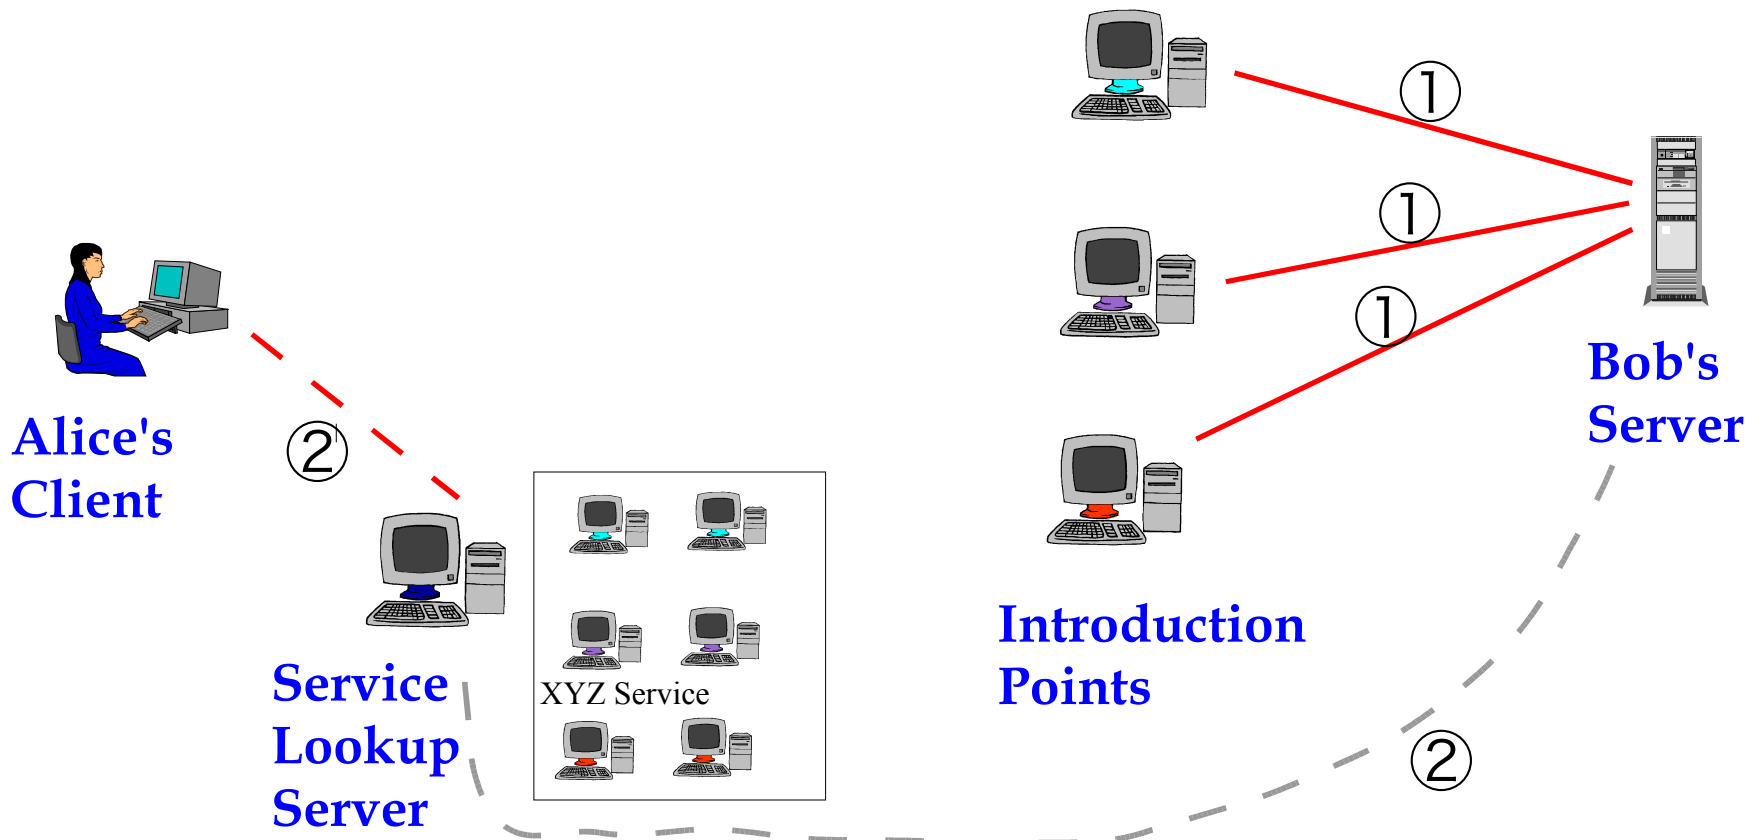 ①
①
①
Bob's
Server
Alice's
Client
②
Introduction
Points
Service
Lookup
Server
XYZ Service
②